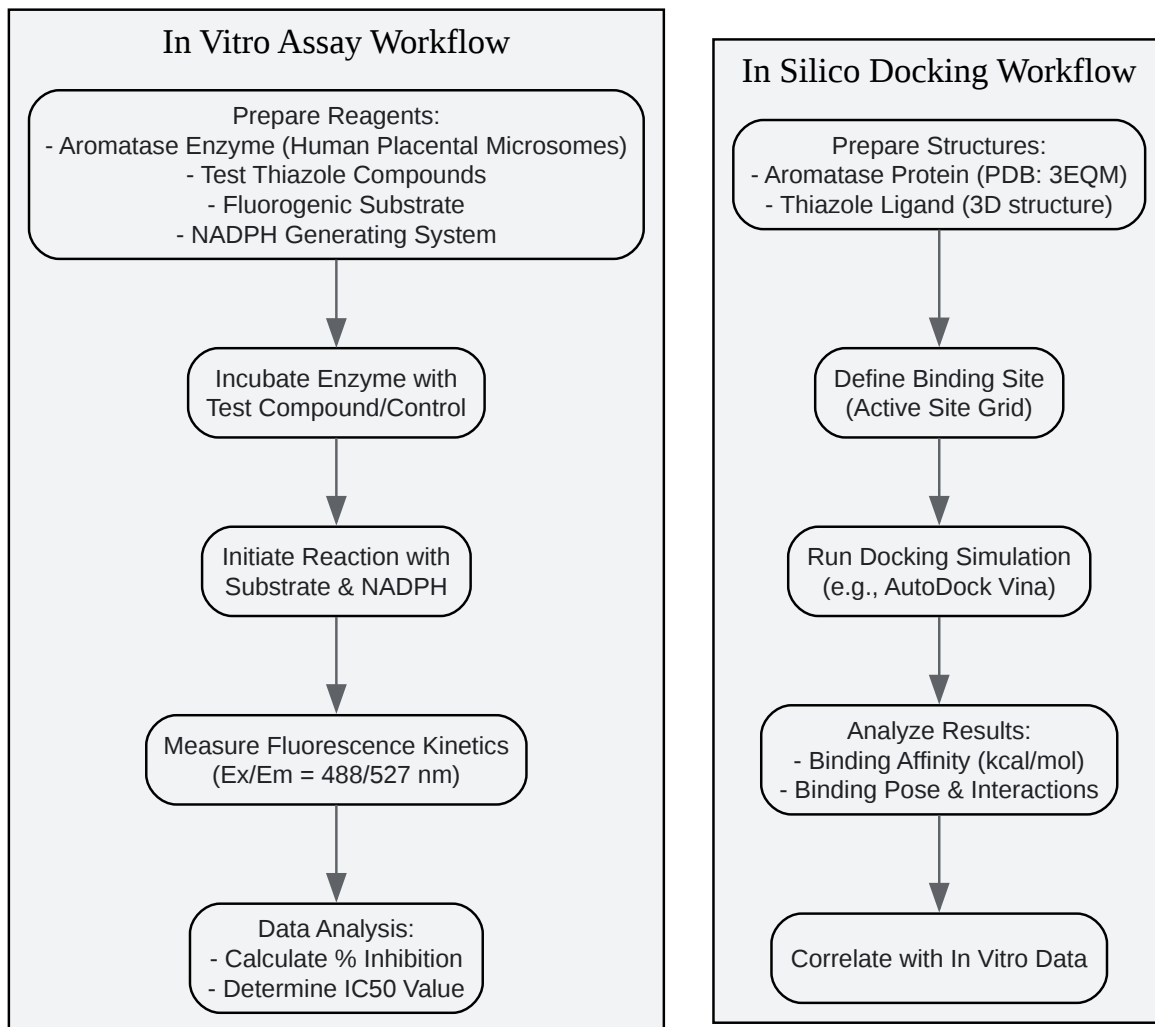 In Vitro Assay Workflow
Prepare Reagents:
- Aromatase Enzyme (Human Placental Microsomes)
- Test Thiazole Compounds
- Fluorogenic Substrate
- NADPH Generating System
Incubate Enzyme with
Test Compound/Control
Initiate Reaction with
Substrate & NADPH
Measure Fluorescence Kinetics
(Ex/Em = 488/527 nm)
Data Analysis:
- Calculate % Inhibition
- Determine IC50 Value
In Silico Docking Workflow
Prepare Structures:
- Aromatase Protein (PDB: 3EQM)
- Thiazole Ligand (3D structure)
Define Binding Site
(Active Site Grid)
Run Docking Simulation
(e.g., AutoDock Vina)
Analyze Results:
- Binding Affinity (kcal/mol)
- Binding Pose & Interactions
Correlate with In Vitro Data